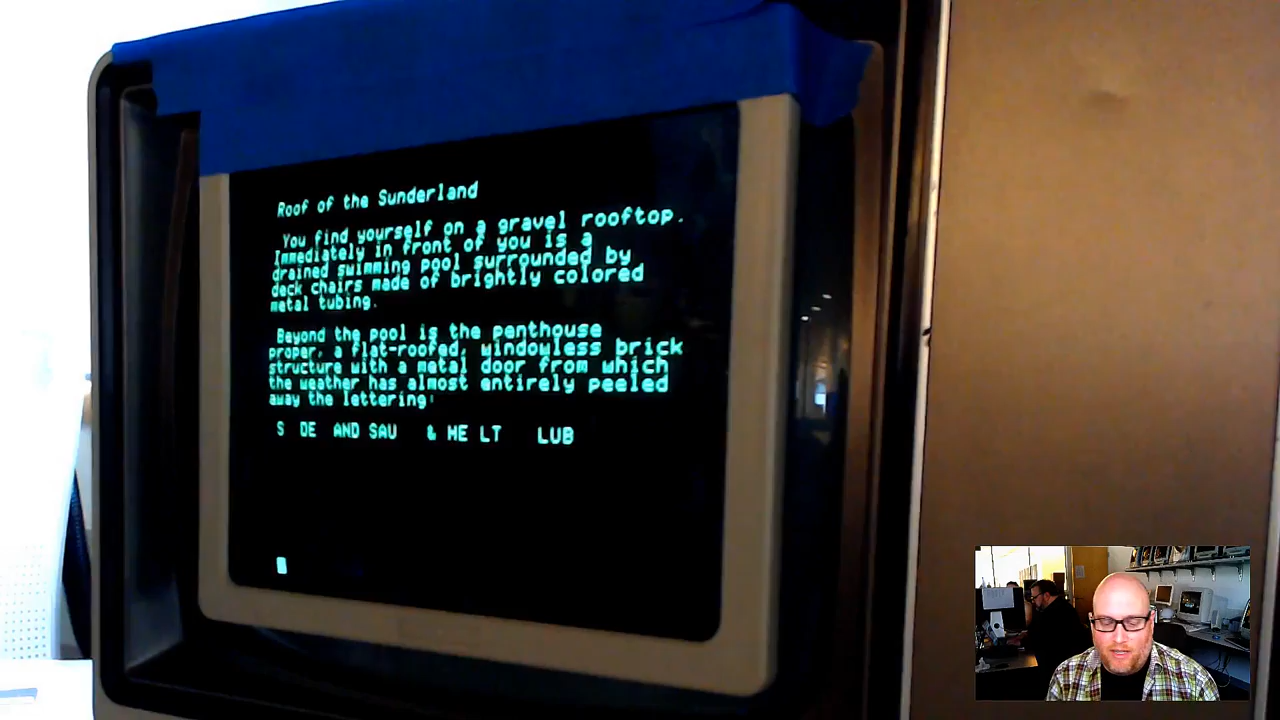 Roof of the Sunderland
You find yourself on a gravel rooftop.
Immediately in front of you is a
drained swimming pool surrounded by
deck chairs made of brightly colored
metal tubing.
Beyond the pool is the penthouse
proper, a flat-roofed, windowless brick
structure with a metal door from which
the weather has almost entirely peeled
away the lettering:
S DE AND SAU & HE LT LUB